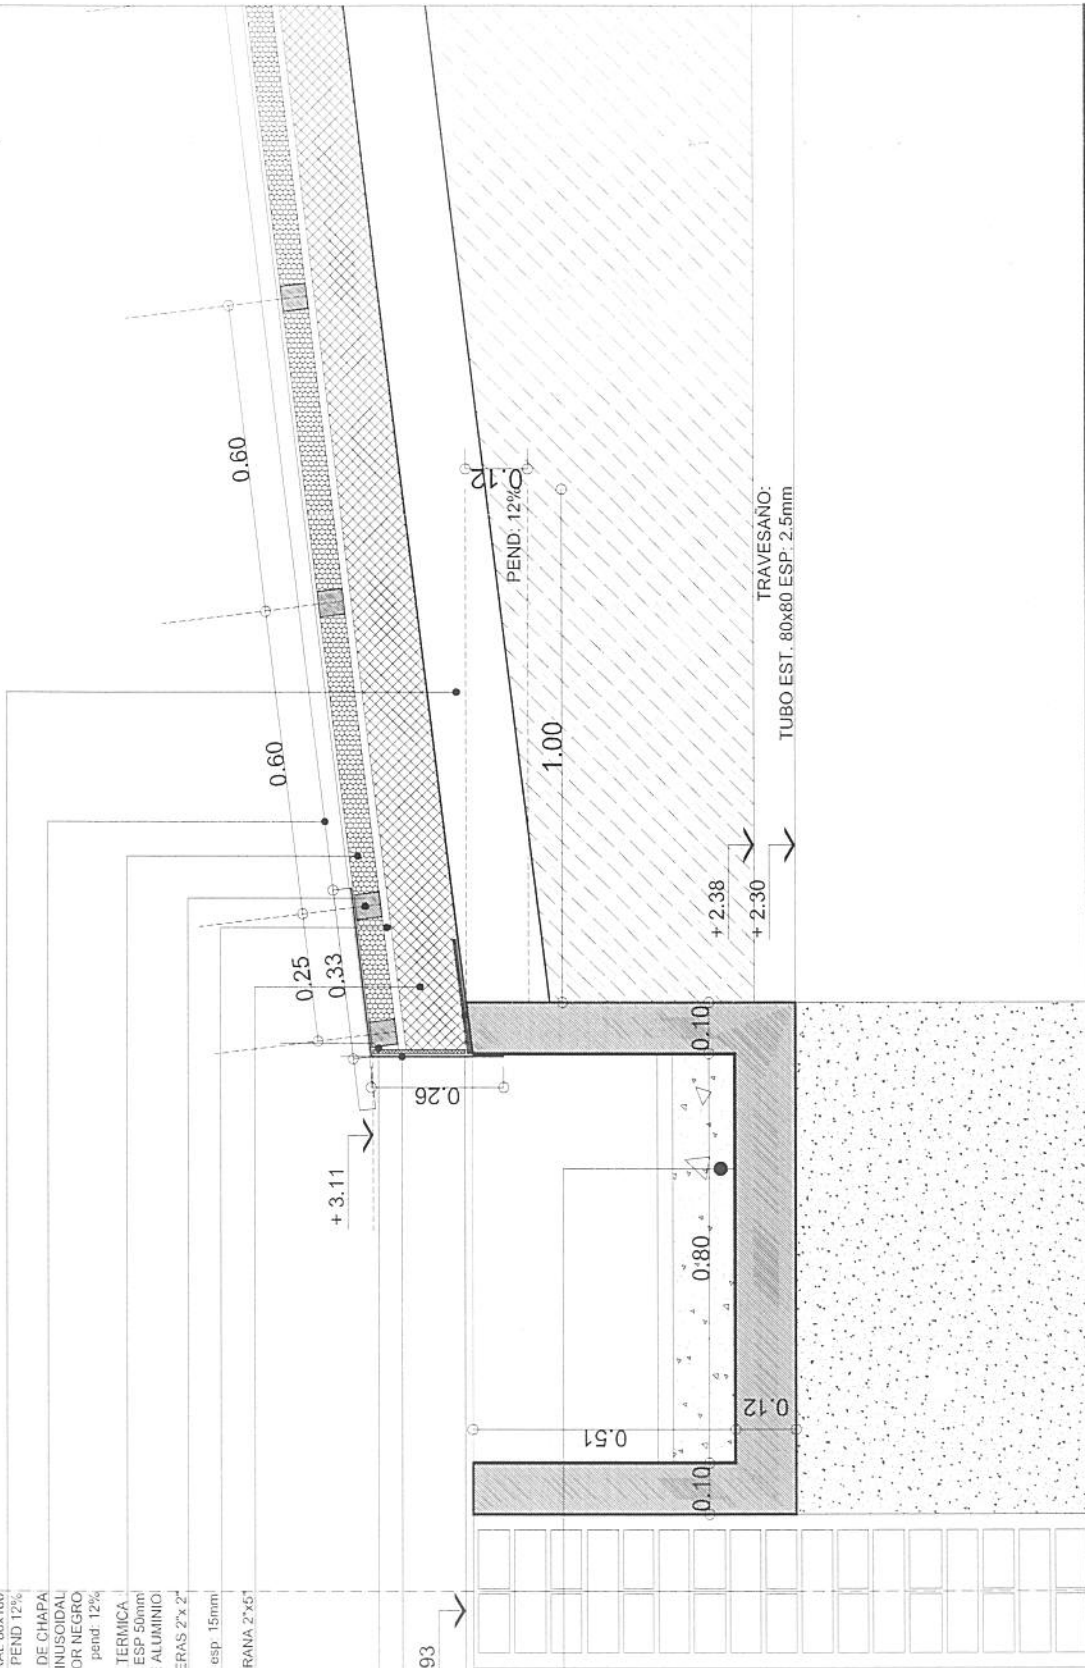 PEND 12%
DE CHAPA
INUSOIDAL
OR NEGRO
pend: 12%
TERMICA
ESP 50mm
ALUMINIO
ERAS 2"x 2"
esp 15mm
RANA 2"x5"
93
+ 3.11
0.25
0.33
0.60
0.60
0.26
0.12
PEND: 12%
1.00
0.51
0.12
0.10
0.80
0.10
+ 2.38
+ 2.30
TRAVESAÑO:
TUBO EST. 80x80 ESP: 2.5mm